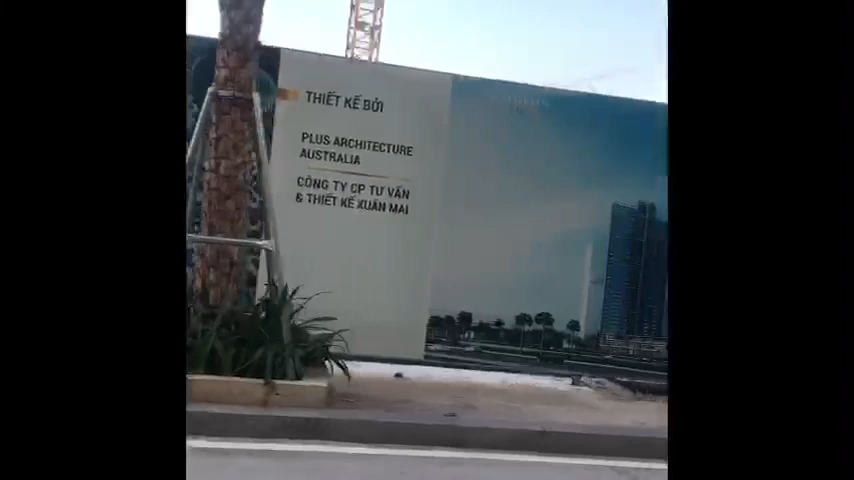 THIẾT KẾ BỞI
PLUS ARCHITECTURE
AUSTRALIA
CÔNG TY CP TƯ VẤN
& THIẾT KẾ XUÂN MAI